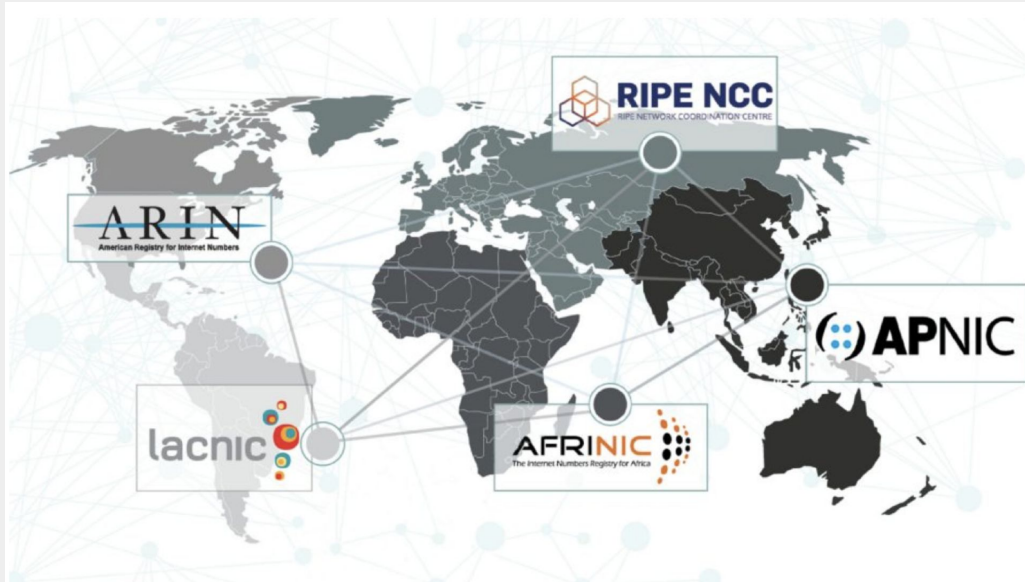 RIPE NCC
RIPE NETWORK COORDINATION CENTRE
ARIN
American Registry for Internet Numbers
APNIC
lacnic
AFRINIC
The Internet Numbers Registry for Africa